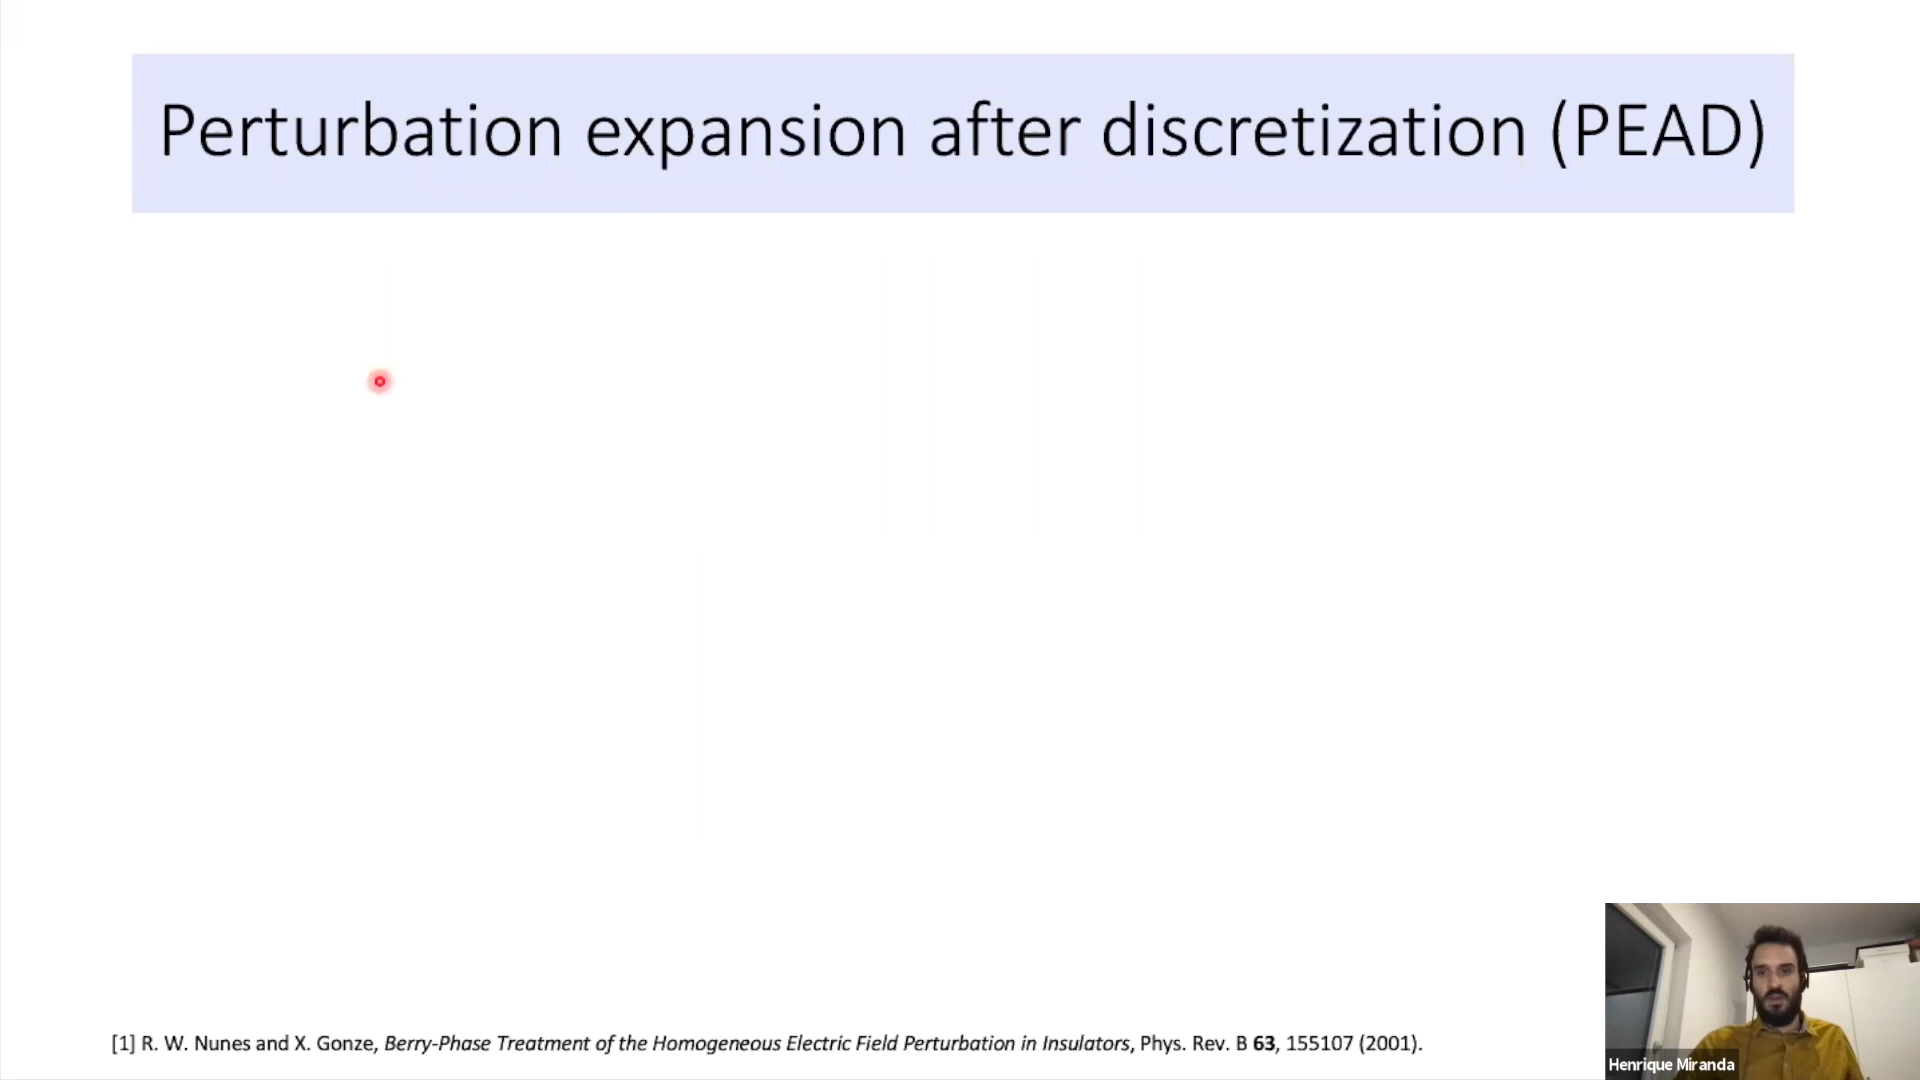 Perturbation expansion after discretization (PEAD)
[1] R. W. Nunes and X. Gonze, Berry-Phase Treatment of the Homogeneous Electric Field Perturbation in Insulators, Phys. Rev. B 63, 155107 (2001).
Henrique Miranda